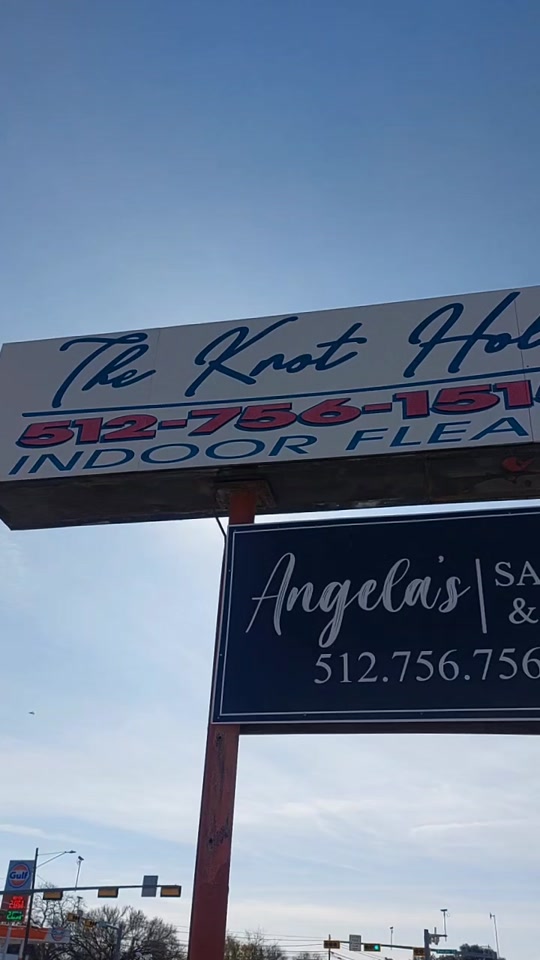 The Knot Hol
512-756-151
INDOOR FLEA
Angela's | SA
&
512.756.756
Gulf